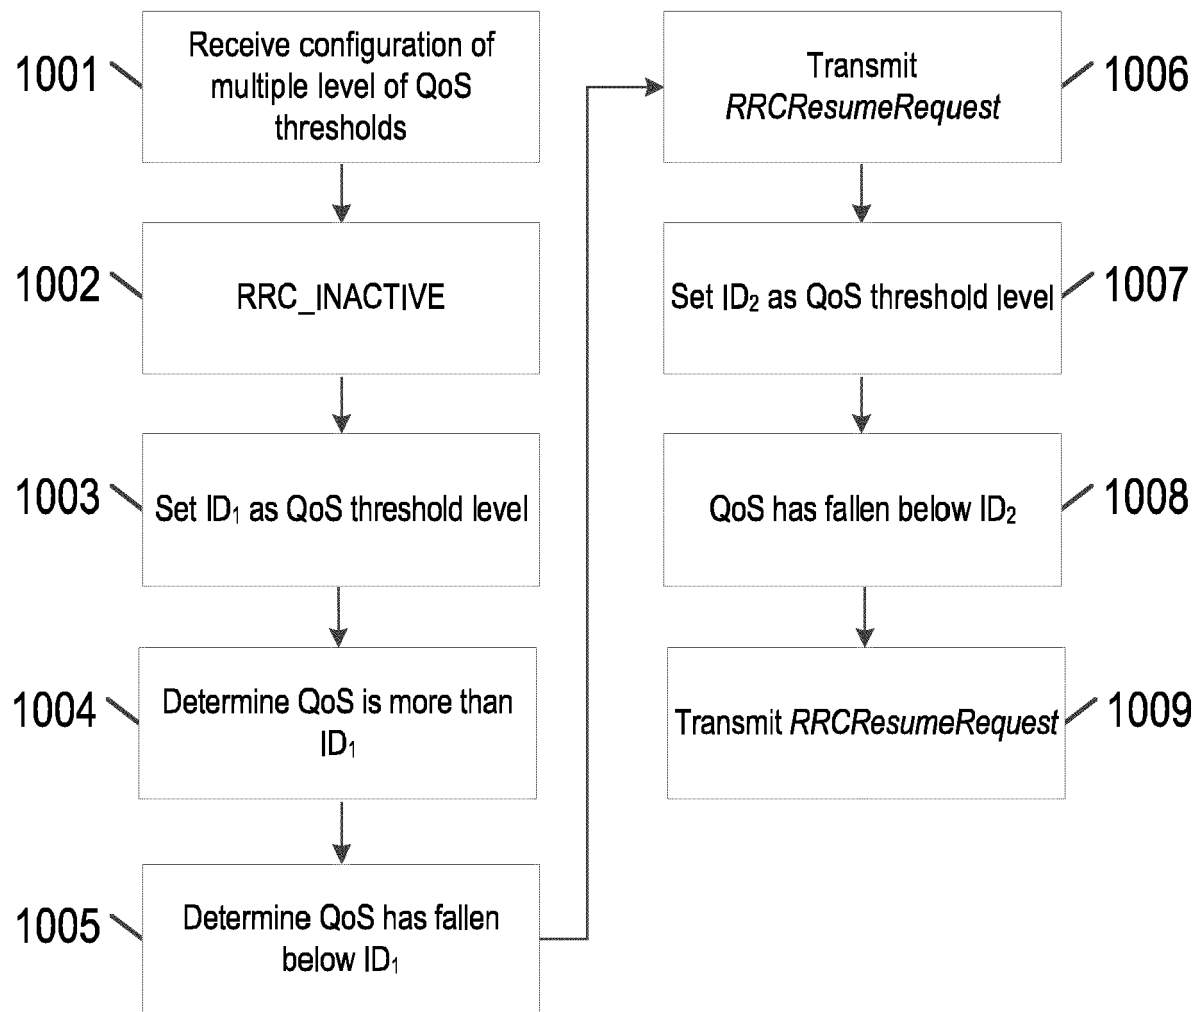 1001
Receive configuration of
multiple level of QoS
thresholds
1002
RRC_INACTIVE
1003
Set ID₁ as QoS threshold level
1004
Determine QoS is more than
ID₁
1005
Determine QoS has fallen
below ID₁
Transmit
RRCResumeRequest
1006
Set ID₂ as QoS threshold level
1007
QoS has fallen below ID₂
1008
Transmit RRCResumeRequest
1009